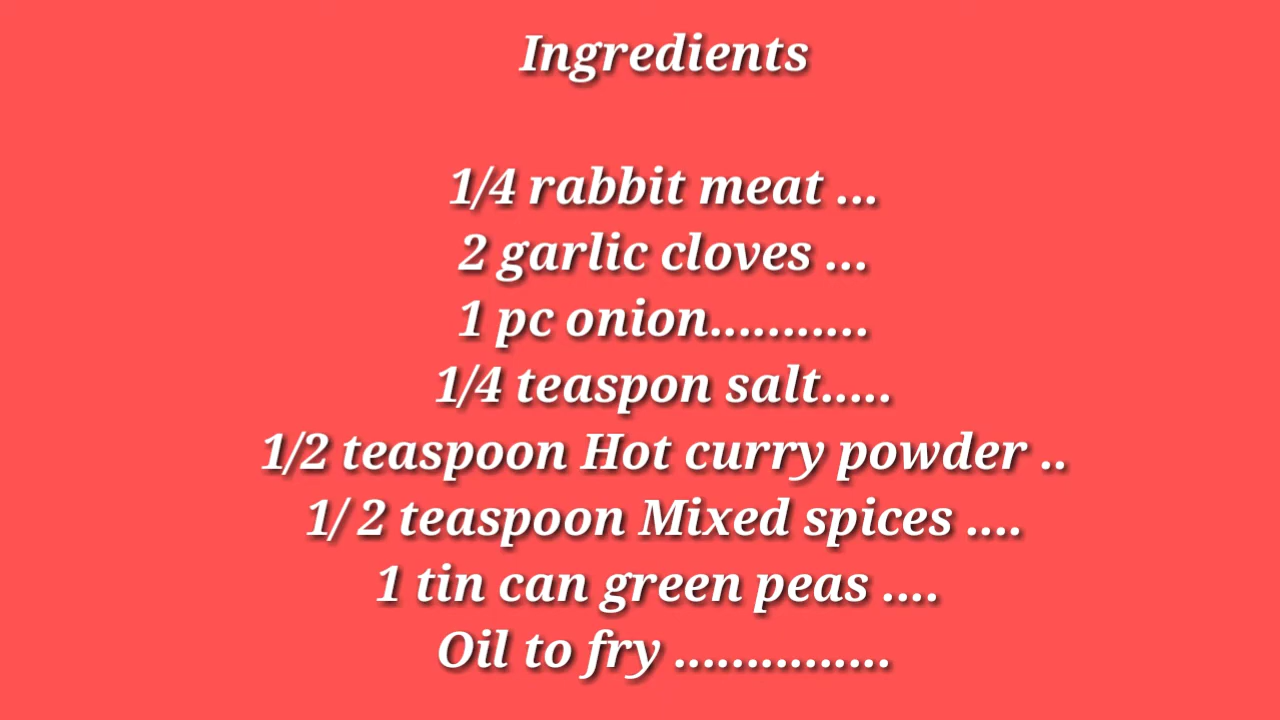 Ingredients
1/4 rabbit meat ...
2 garlic cloves ...
1 pc onion...........
1/4 teaspon salt.....
1/2 teaspoon Hot curry powder ..
1/ 2 teaspoon Mixed spices ....
1 tin can green peas ....
Oil to fry ...............